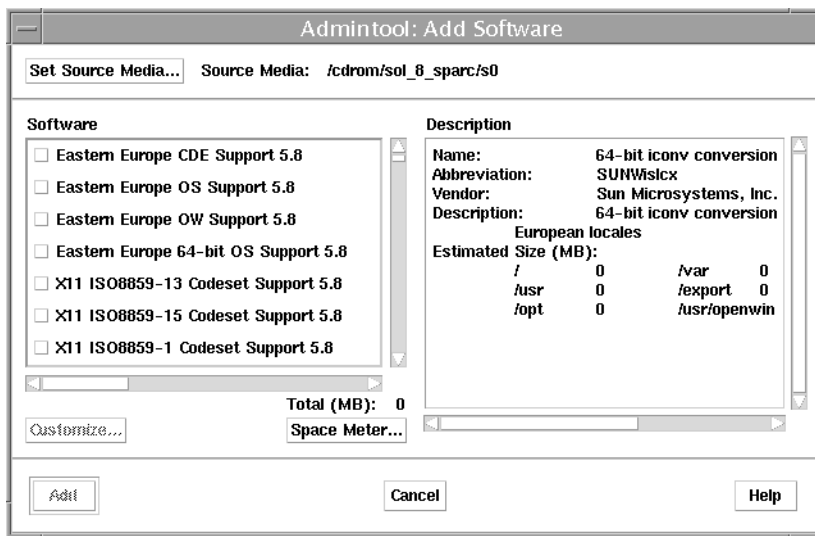 Admintool: Add Software
Set Source Media... Source Media: /cdrom/sol_8_sparc/s0
Software
Eastern Europe CDE Support 5.8
Eastern Europe OS Support 5.8
Eastern Europe OW Support 5.8
Eastern Europe 64-bit OS Support 5.8
X11 ISO8859-13 Codeset Support 5.8
X11 ISO8859-15 Codeset Support 5.8
X11 ISO8859-1 Codeset Support 5.8
Total (MB): 0
Customize... Space Meter...
Description
Name: 64-bit iconv conversion
Abbreviation: SUNWislcx
Vendor: Sun Microsystems, Inc.
Description: 64-bit iconv conversion
European locales
Estimated Size (MB):
/ 0 /var 0
/usr 0 /export 0
/opt 0 /usr/openwin
Add Cancel Help